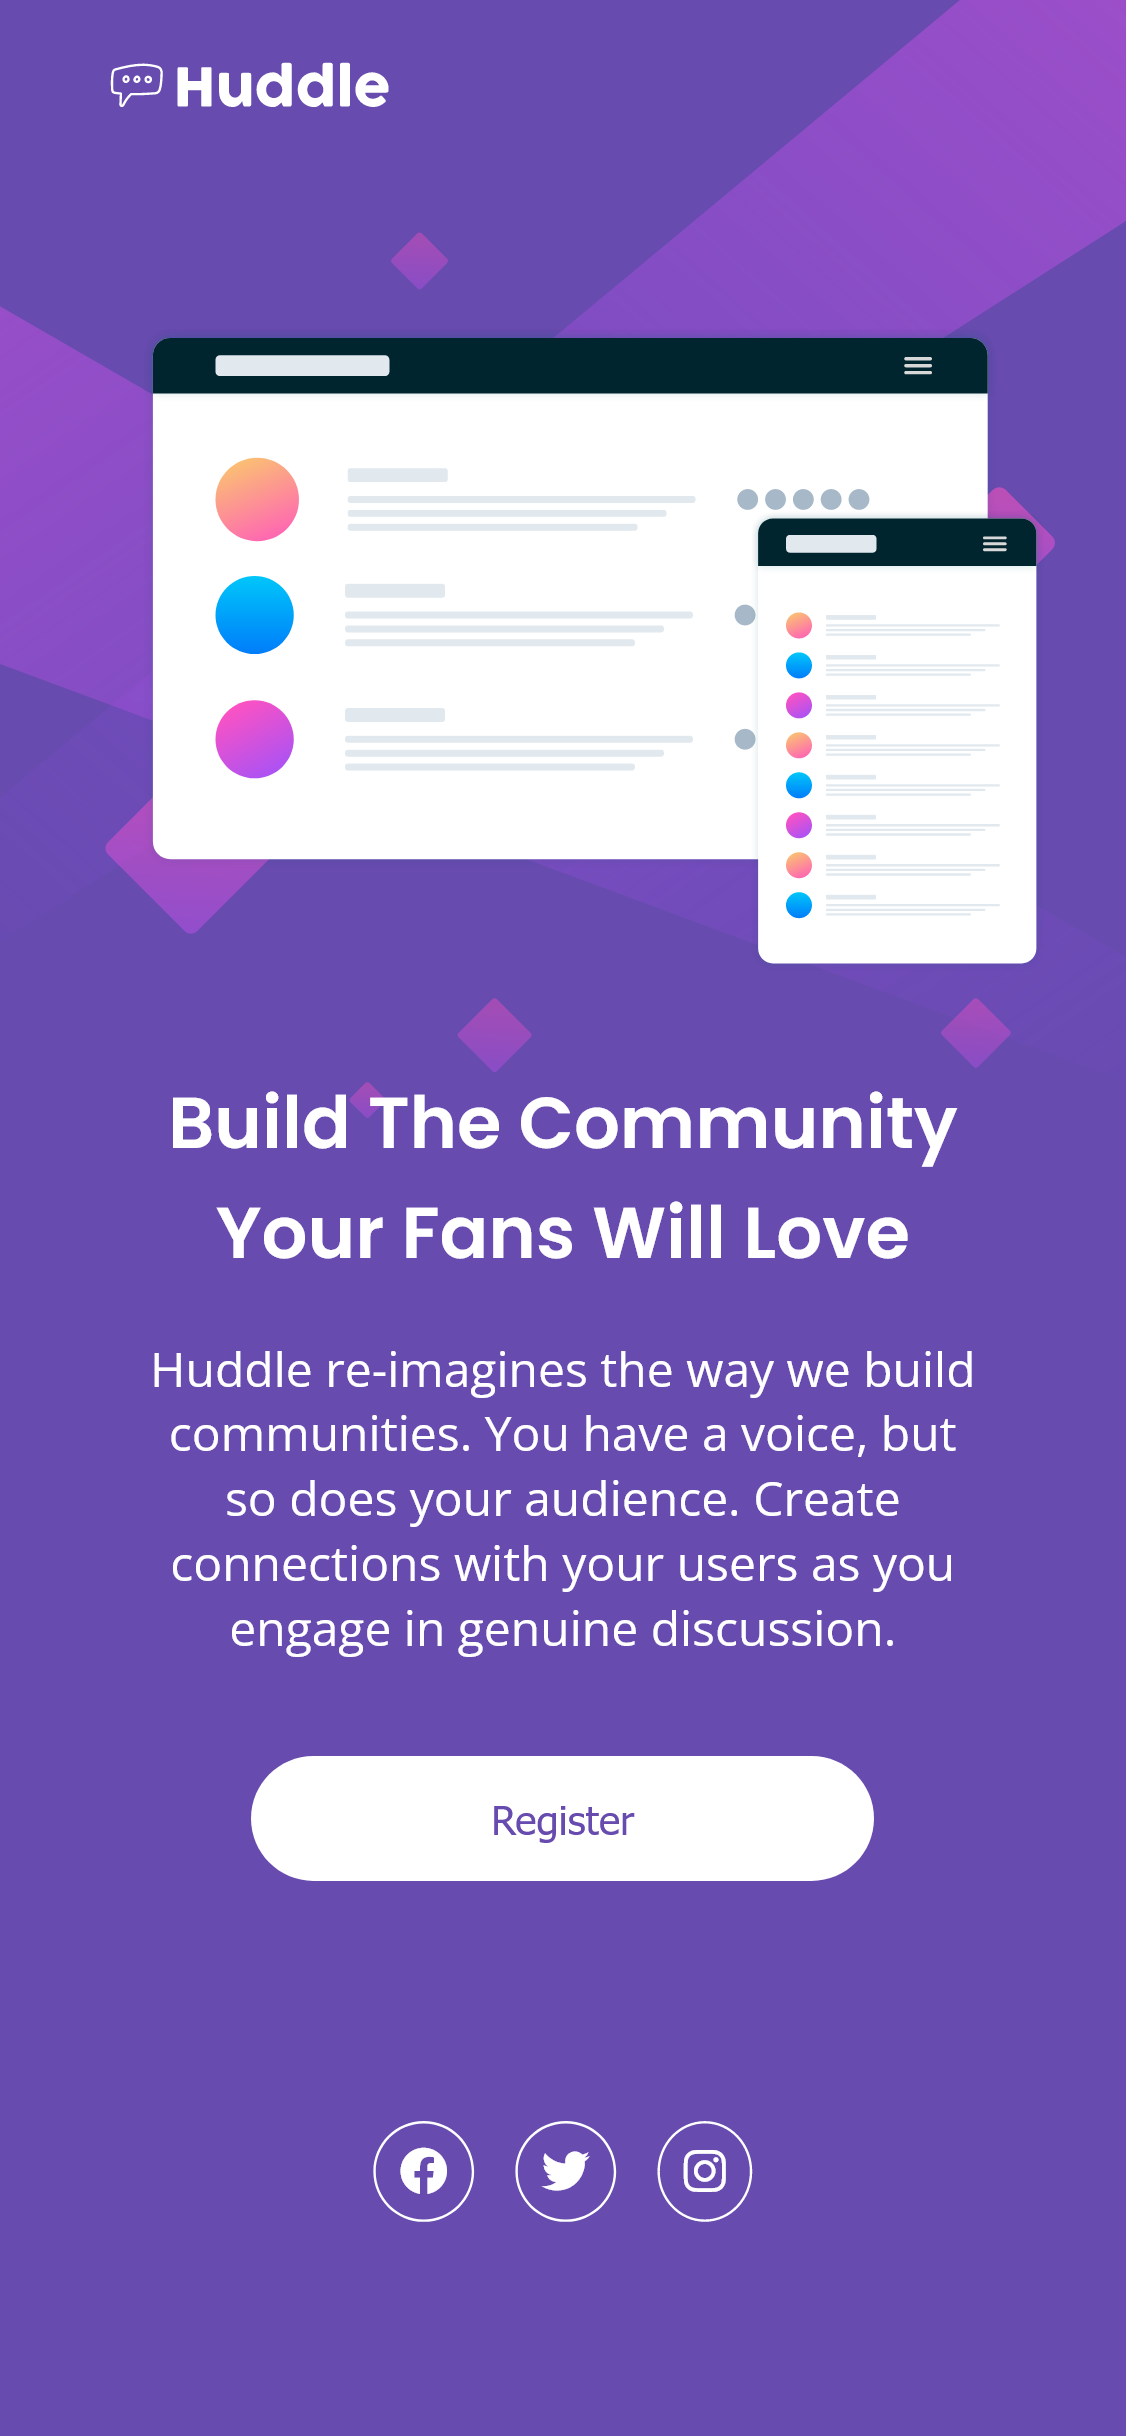 Huddle
Build The Community
Your Fans Will Love
Huddle re-imagines the way we build
communities. You have a voice, but
so does your audience. Create
connections with your users as you
engage in genuine discussion.
Register